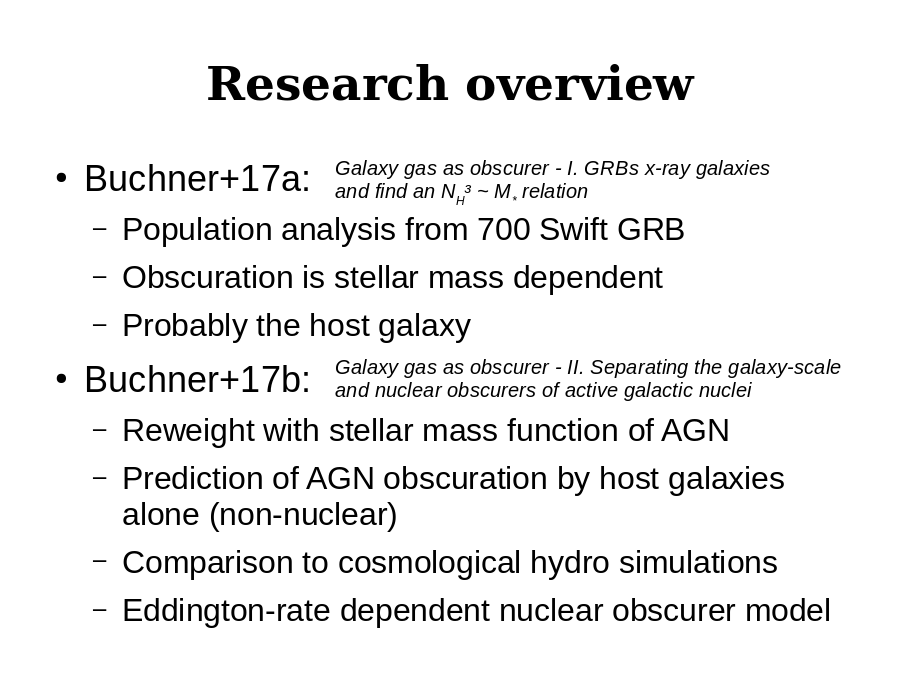 Research overview
• Buchner+17a: Galaxy gas as obscurer - I. GRBs x-ray galaxies
and find an N_H³ ~ M_* relation
– Population analysis from 700 Swift GRB
– Obscuration is stellar mass dependent
– Probably the host galaxy
• Buchner+17b: Galaxy gas as obscurer - II. Separating the galaxy-scale
and nuclear obscurers of active galactic nuclei
– Reweight with stellar mass function of AGN
– Prediction of AGN obscuration by host galaxies
alone (non-nuclear)
– Comparison to cosmological hydro simulations
– Eddington-rate dependent nuclear obscurer model